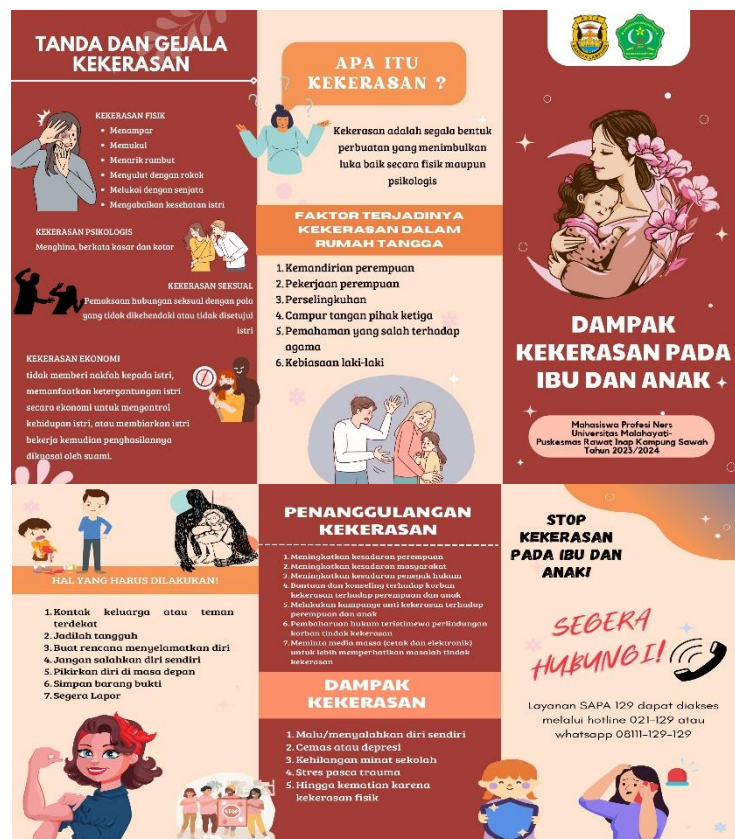 TANDA DAN GEJALA
KEKERASAN
KEKERASAN FISIK
• Menampar
• Memukul
• Menarik rambut
• Menyulut dengan rokok
• Melukai dengan senjata
• Mengabaikan kesehatan istri
KEKERASAN PSIKOLOGIS
Menghina, berkata kasar dan kotor
KEKERASAN SEKSUAL
Pemaksaan hubungan seksual dengan pola
yang tidak dikehendaki atau tidak disetujui
istri
KEKERASAN EKONOMI
tidak memberi nakfah kepada istri,
memanfaatkan ketergantungan istri
secara ekonomi untuk mengontrol
kehidupan istri, atau membiarkan istri
bekerja kemudian penghasilannya
dikuasai oleh suami.
APA ITU
KEKERASAN ?
Kekerasan adalah segala bentuk
perbuatan yang menimbulkan
luka baik secara fisik maupun
psikologis
FAKTOR TERJADINYA
KEKERASAN DALAM
RUMAH TANGGA
1. Kemandirian perempuan
2. Pekerjaan perempuan
3. Perselingkuhan
4. Campur tangan pihak ketiga
5. Pemahaman yang salah terhadap
agama
6. Kebiasaan laki-laki
DAMPAK
KEKERASAN PADA
IBU DAN ANAK
Mahasiswa Profesi Ners
Universitas Malahayati-
Puskesmas Rawat Inap Kampung Sawah
Tahun 2023/2024
HAL YANG HARUS DILAKUKAN!
1. Kontak keluarga atau teman
terdekat
2. Jadilah tangguh
3. Buat rencana menyelamatkan diri
4. Jangan salahkan diri sendiri
5. Pikirkan diri di masa depan
6. Simpan barang bukti
7. Segera Lapor
STOP
PENANGGULANGAN
KEKERASAN
1. Meningkatkan kesadaran perempuan
2. Meningkatkan kesadaran masyarakat
3. Meningkatkan kesadaran penegak hukum
4. Bantuan dan konseling terhadap korban
kekerasan terhadap perempuan dan anak
5. Melakukan kampanye anti kekerasan terhadap
perempuan dan anak
6. Pembaharuan hukum teristimewa perlindungan
korban tindak kekerasan
7. Meminta media massa (cetak dan elektronik)
untuk lebih memperhatikan masalah tindak
kekerasan
DAMPAK
KEKERASAN
1. Malu/menyalahkan diri sendiri
2. Cemas atau depresi
3. Kehilangan minat sekolah
4. Stres pasca trauma
5. Hingga kematian karena
kekerasan fisik
STOP
KEKERASAN
PADA IBU DAN
ANAK!
SEGERA
HUBUNGI!
Layanan SAPA 129 dapat diakses
melalui hotline 021-129 atau
whatsapp 08111-129-129